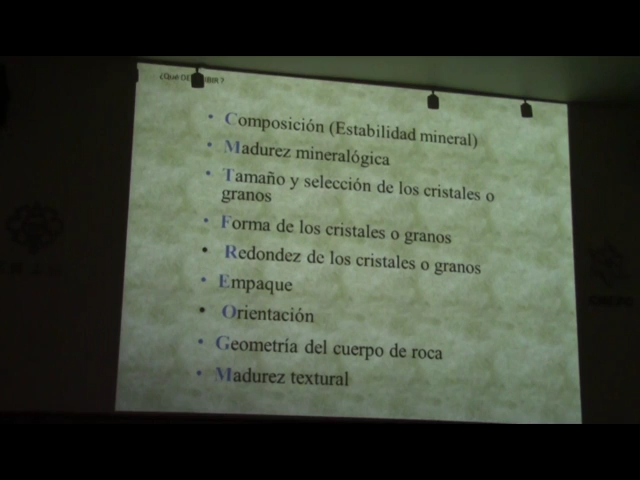 ¿Qué
• Composición (Estabilidad mineral)
• Madurez mineralógica
• Tamaño y selección de los cristales o
granos
• Forma de los cristales o granos
• Redondez de los cristales o granos
• Empaque
• Orientación
• Geometría del cuerpo de roca
• Madurez textural